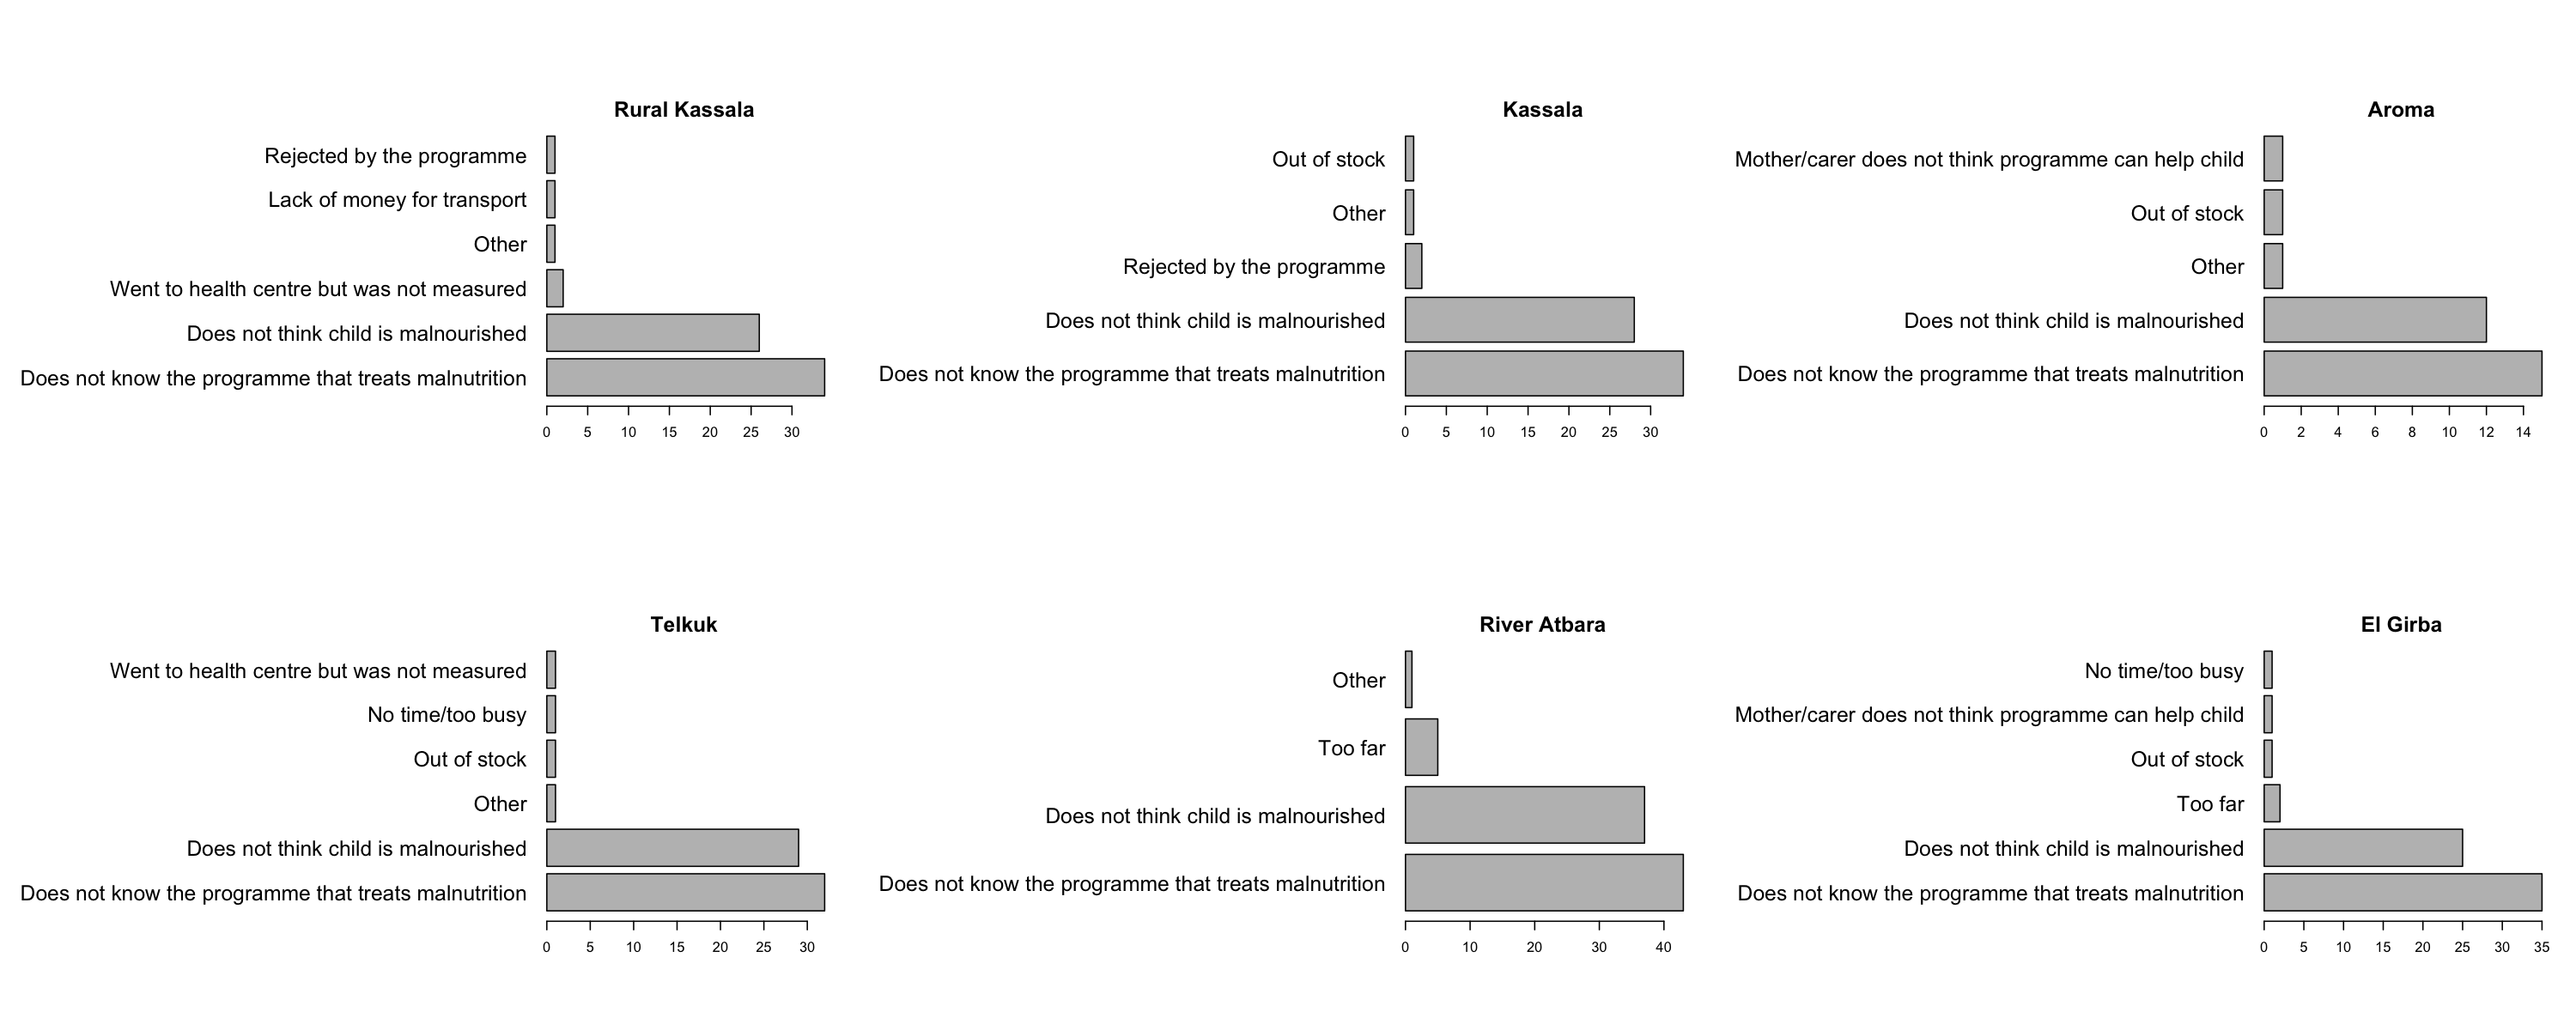 Rural Kassala
Rejected by the programme
Lack of money for transport
Other
Went to health centre but was not measured
Does not think child is malnourished
Does not know the programme that treats malnutrition
0 5 10 15 20 25 30
Kassala
Out of stock
Other
Rejected by the programme
Does not think child is malnourished
Does not know the programme that treats malnutrition
0 5 10 15 20 25 30
Aroma
Mother/carer does not think programme can help child
Out of stock
Other
Does not think child is malnourished
Does not know the programme that treats malnutrition
0 2 4 6 8 10 12 14
Telkuk
Went to health centre but was not measured
No time/too busy
Out of stock
Other
Does not think child is malnourished
Does not know the programme that treats malnutrition
0 5 10 15 20 25 30
River Atbara
Other
Too far
Does not think child is malnourished
Does not know the programme that treats malnutrition
0 10 20 30 40
El Girba
No time/too busy
Mother/carer does not think programme can help child
Out of stock
Too far
Does not think child is malnourished
Does not know the programme that treats malnutrition
0 5 10 15 20 25 30 35